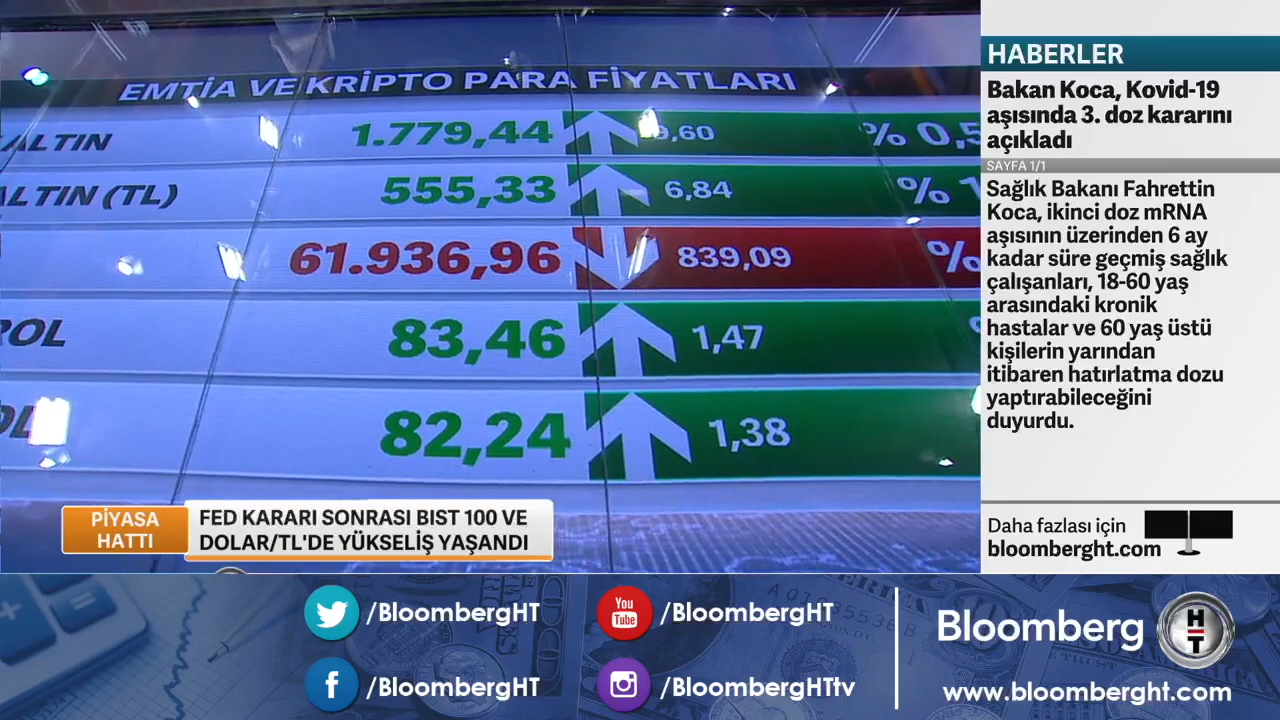 EMTİA VE KRİPTO PARA FİYATLARI
ALTIN 1.779,44 9,60 % 0,5
ALTIN (TL) 555,33 6,84 % 1
61.936,96 839,09 %
83,46 1,47
82,24 1,38
PİYASA
HATTI
FED KARARI SONRASI BIST 100 VE
DOLAR/TL'DE YÜKSELİŞ YAŞANDI
HABERLER
Bakan Koca, Kovid-19
aşısında 3. doz kararını
açıkladı
SAYFA 1/1
Sağlık Bakanı Fahrettin
Koca, ikinci doz mRNA
aşısının üzerinden 6 ay
kadar süre geçmiş sağlık
çalışanları, 18-60 yaş
arasındaki kronik
hastalar ve 60 yaş üstü
kişilerin yarından
itibaren hatırlatma dozu
yaptırabileceğini
duyurdu.
Daha fazlası için
bloomberght.com
/BloombergHT
You Tube /BloombergHT
/BloombergHT
/BloombergHTtv
Bloomberg HT
www.bloomberght.com